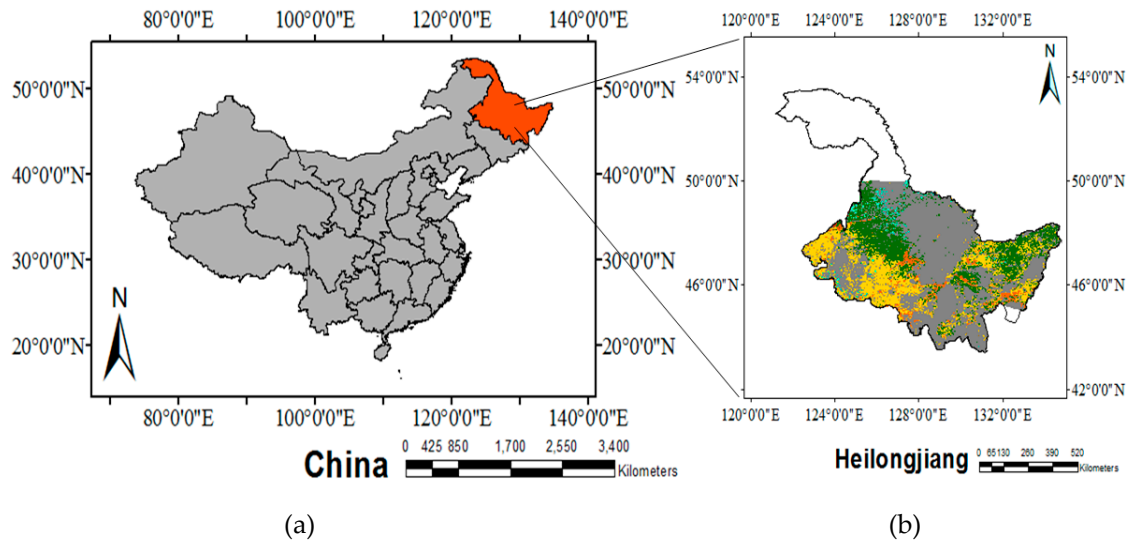 80°0'0"E 100°0'0"E 120°0'0"E 140°0'0"E
50°0'0"N 50°0'0"N
40°0'0"N 40°0'0"N
30°0'0"N 30°0'0"N
20°0'0"N 20°0'0"N
N
80°0'0"E 100°0'0"E 120°0'0"E 140°0'0"E
China
0 425 850 1,700 2,550 3,400
Kilometers
(a)
120°0'0"E 124°0'0"E 128°0'0"E 132°0'0"E
N
54°0'0"N 54°0'0"N
50°0'0"N 50°0'0"N
46°0'0"N 46°0'0"N
42°0'0"N
120°0'0"E 124°0'0"E 128°0'0"E 132°0'0"E
Heilongjiang
0 65 130 260 390 520
Kilometers
(b)